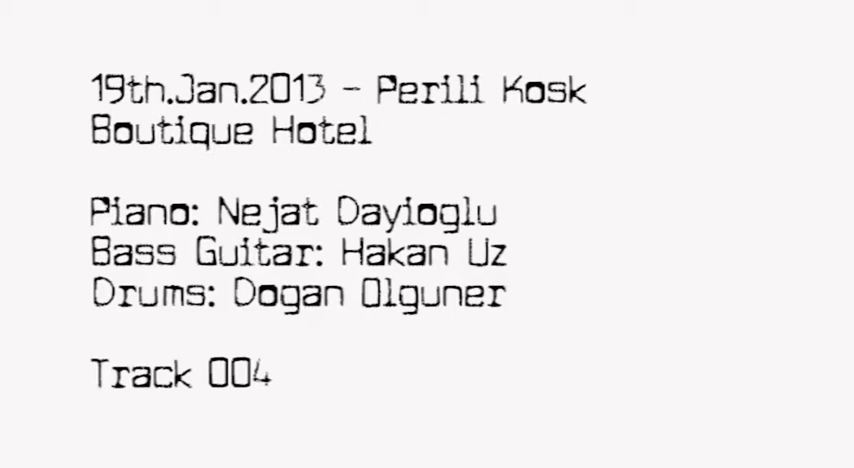 19th.Jan.2013 - Perili Kosk
Boutique Hotel
Piano: Nejat Dayioglu
Bass Guitar: Hakan Uz
Drums: Dogan Olguner
Track 004